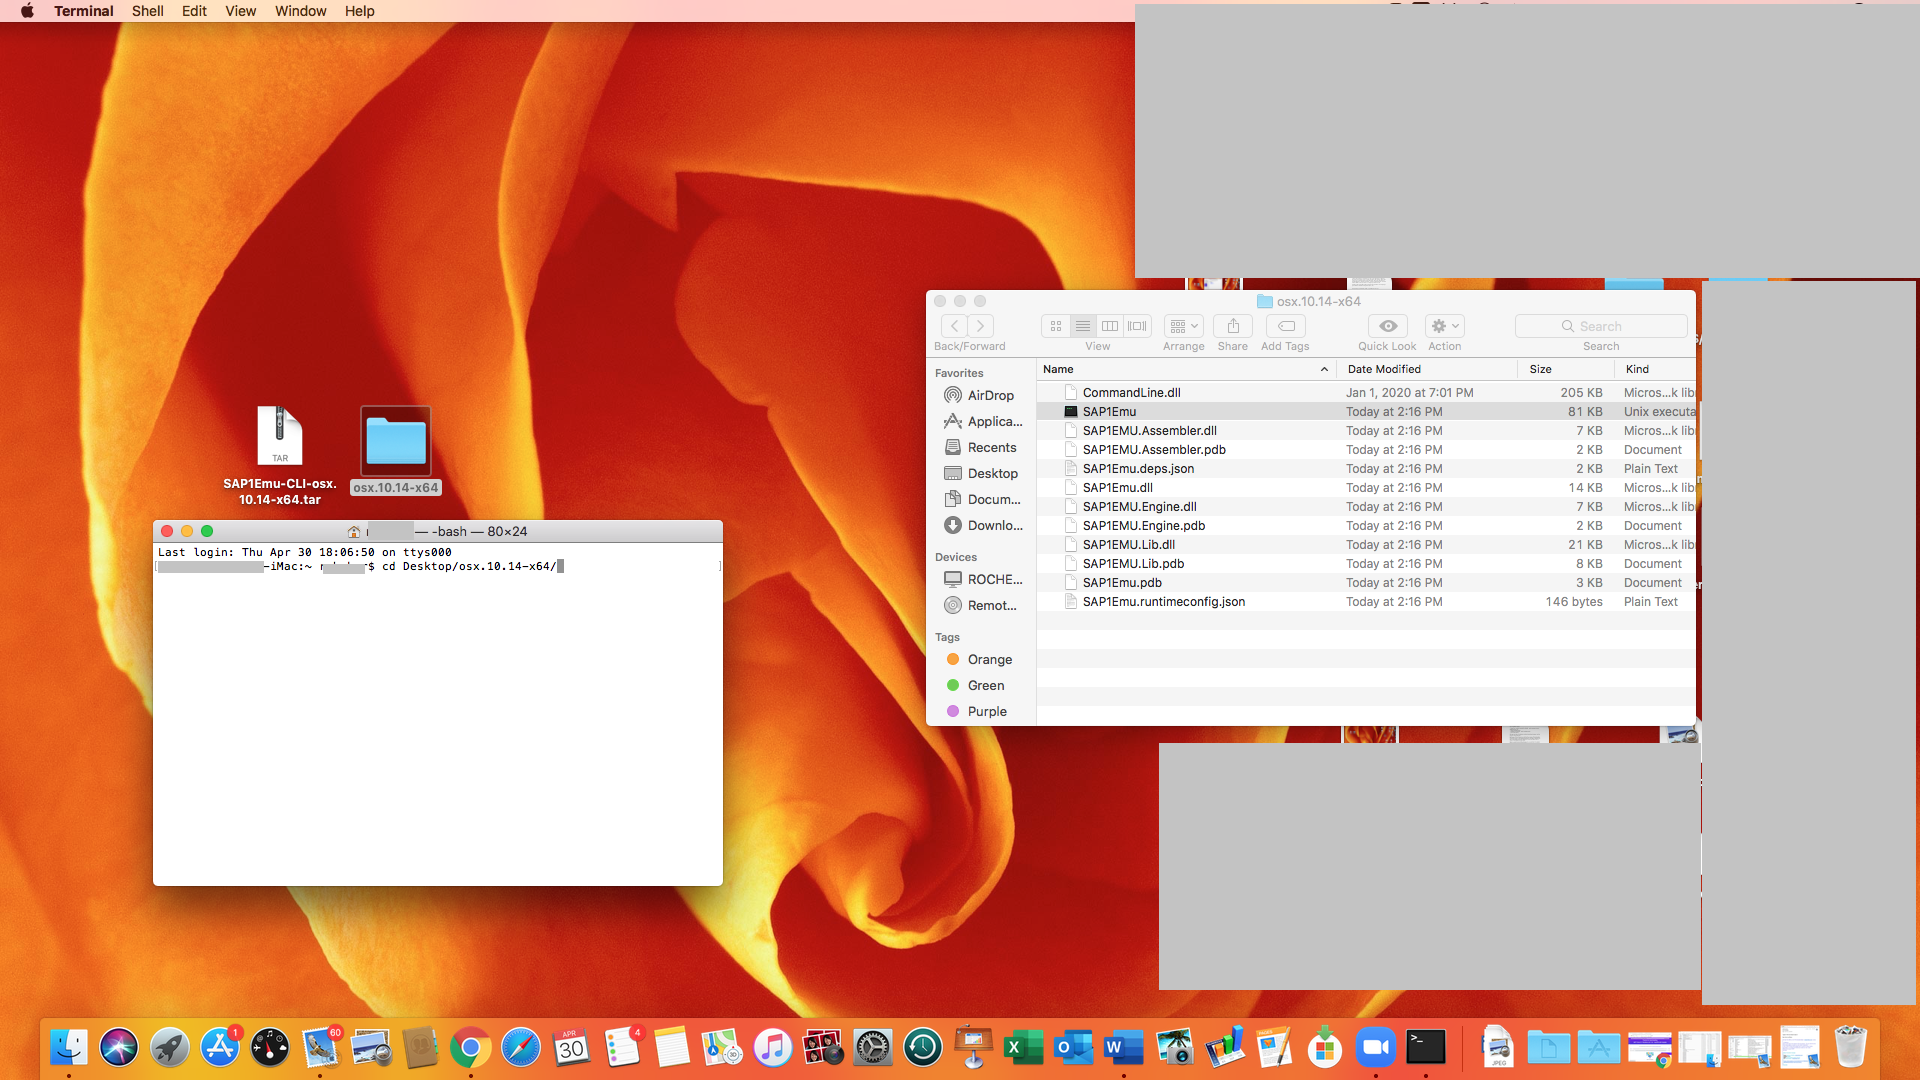 Terminal Shell Edit View Window Help
SAP1Emu-CLI-osx.
10.14-x64.tar
TAR
osx.10.14-x64
— -bash — 80×24
Last login: Thu Apr 30 18:06:50 on ttys000
-iMac:~ $ cd Desktop/osx.10.14-x64/
osx.10.14-x64
Search
Back/Forward View Arrange Share Add Tags Quick Look Action Search
Favorites
AirDrop
Applica...
Recents
Desktop
Docum...
Downlo...
Devices
ROCHE...
Remot...
Tags
Orange
Green
Purple
Name Date Modified Size Kind
CommandLine.dll Jan 1, 2020 at 7:01 PM 205 KB Micros...k lib
SAP1Emu Today at 2:16 PM 81 KB Unix executa
SAP1EMU.Assembler.dll Today at 2:16 PM 7 KB Micros...k lib
SAP1EMU.Assembler.pdb Today at 2:16 PM 2 KB Document
SAP1Emu.deps.json Today at 2:16 PM 2 KB Plain Text
SAP1Emu.dll Today at 2:16 PM 14 KB Micros...k lib
SAP1EMU.Engine.dll Today at 2:16 PM 7 KB Micros...k lib
SAP1EMU.Engine.pdb Today at 2:16 PM 2 KB Document
SAP1EMU.Lib.dll Today at 2:16 PM 21 KB Micros...k lib
SAP1EMU.Lib.pdb Today at 2:16 PM 8 KB Document
SAP1Emu.pdb Today at 2:16 PM 3 KB Document
SAP1Emu.runtimeconfig.json Today at 2:16 PM 146 bytes Plain Text
1
60
APR
30
4
X
O
W
>_
JPEG